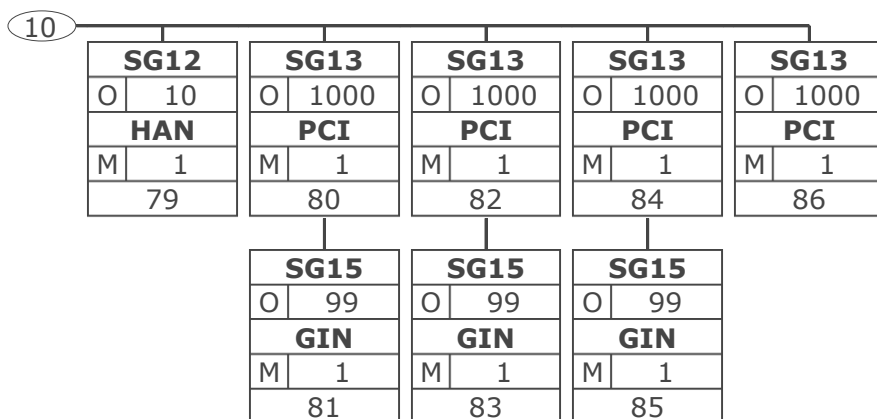 10
SG12 SG13 SG13 SG13 SG13
O 10 O 1000 O 1000 O 1000 O 1000
HAN PCI PCI PCI PCI
M 1 M 1 M 1 M 1 M 1
79 80 82 84 86
SG15 SG15 SG15
O 99 O 99 O 99
GIN GIN GIN
M 1 M 1 M 1
81 83 85